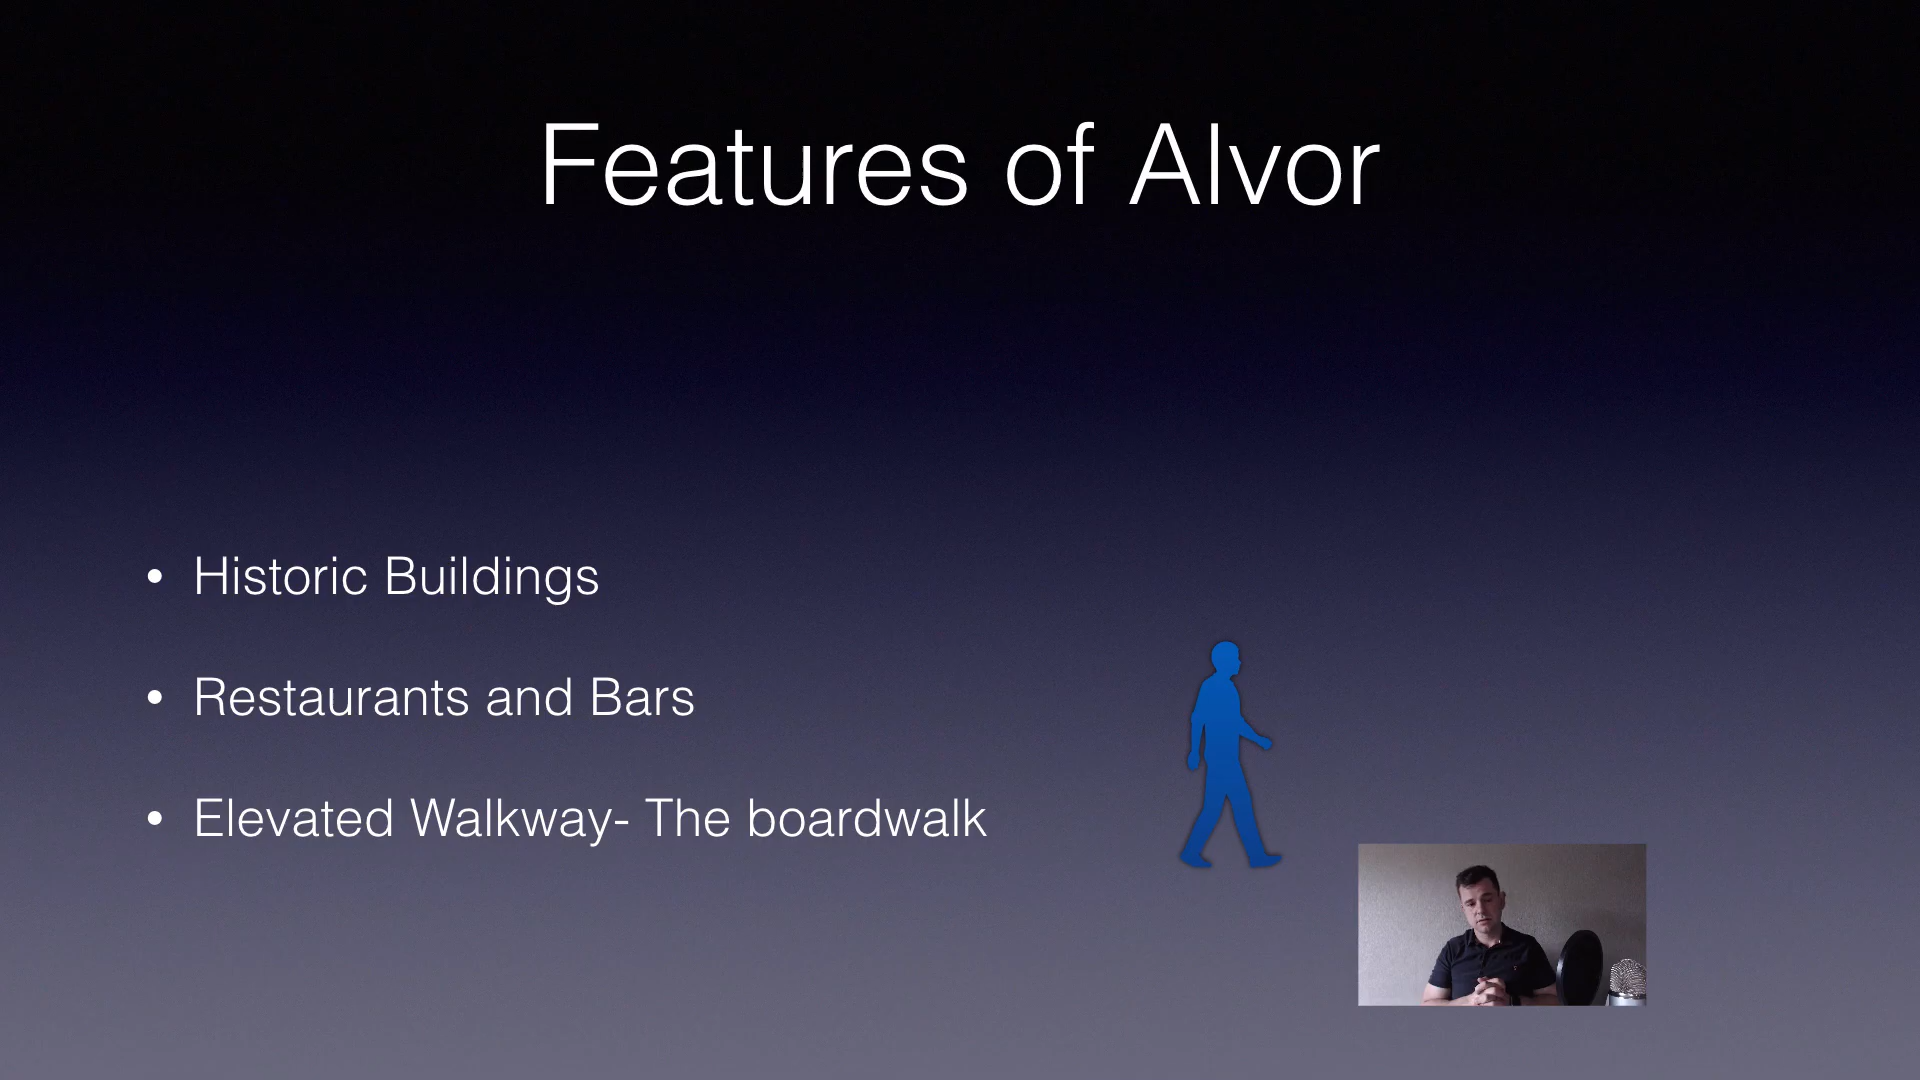 Features of Alvor
• Historic Buildings
• Restaurants and Bars
• Elevated Walkway- The boardwalk